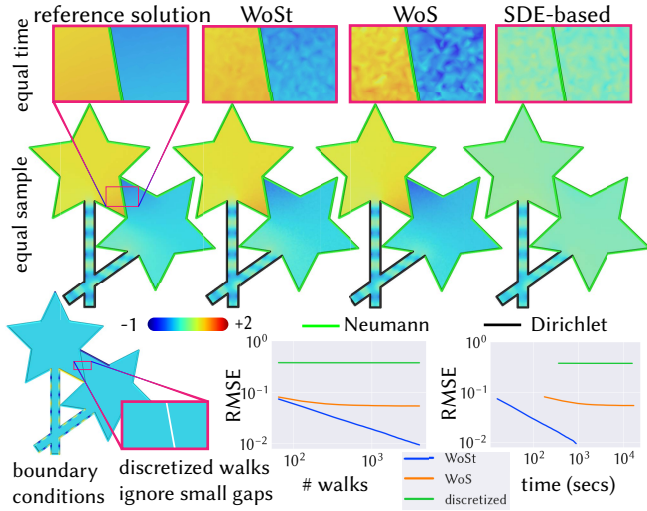 reference solution WoSt WoS SDE-based
equal time
equal sample
−1 +2 Neumann Dirichlet
boundary
conditions
discretized walks
ignore small gaps
RMSE
10⁰
10⁻¹
10⁻²
10² 10³
# walks
RMSE
10⁰
10⁻¹
10⁻²
10² 10³ 10⁴
time (secs)
WoSt
WoS
discretized